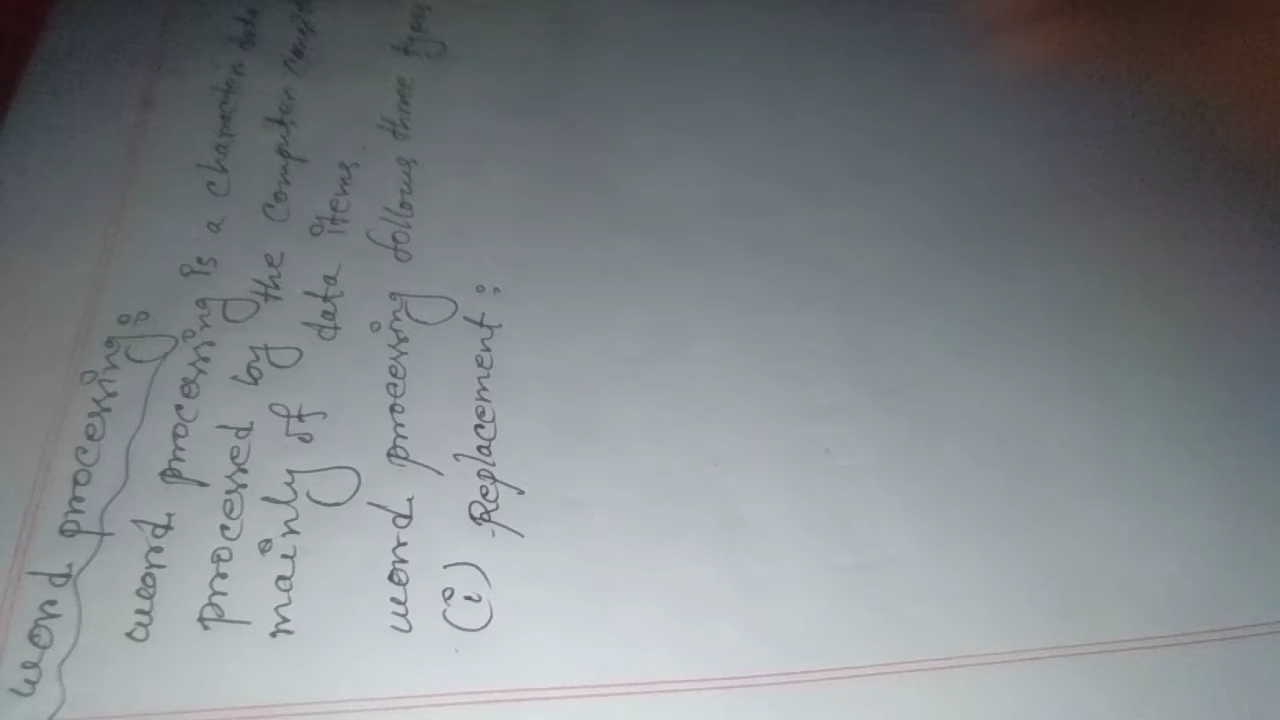 word processing:
word processing is a character data
processed by the computer
mainly of data items.
word processing follows three types
(i) Replacement: